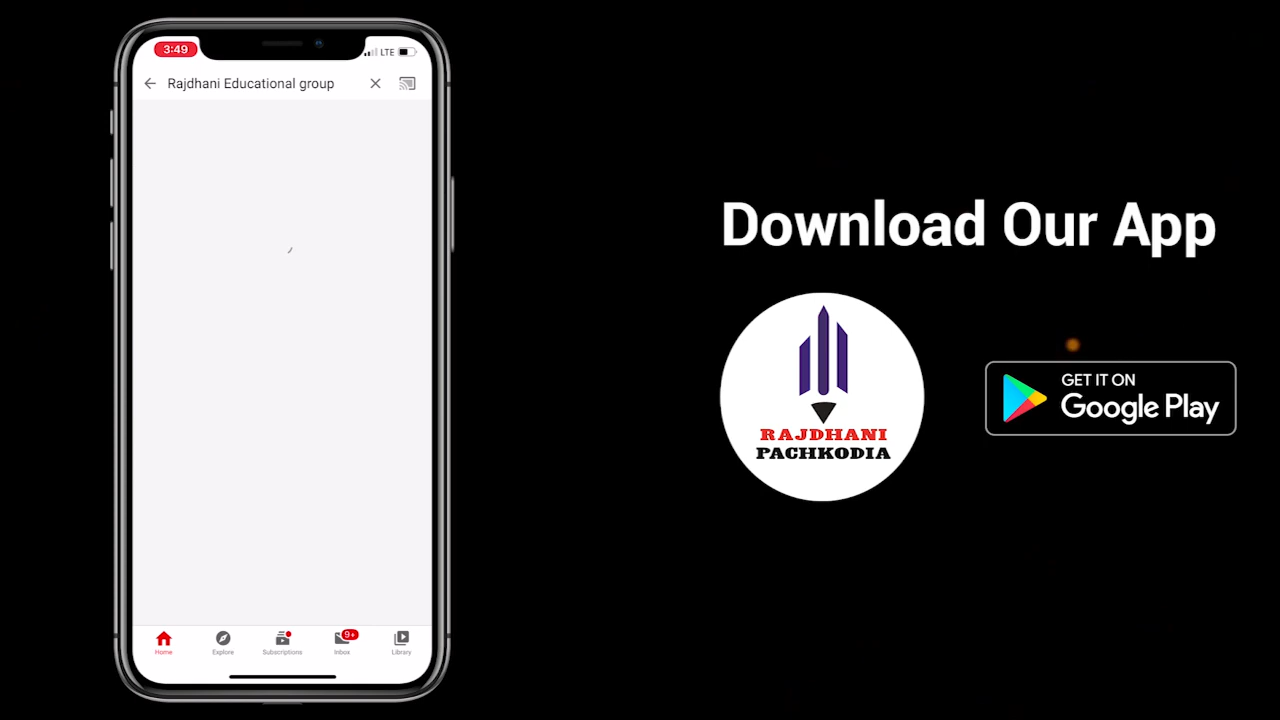 3:49
LTE
Rajdhani Educational group
Home
Explore
Subscriptions
9+
Inbox
Library
Download Our App
RAJDHANI
PACHKODIA
GET IT ON
Google Play